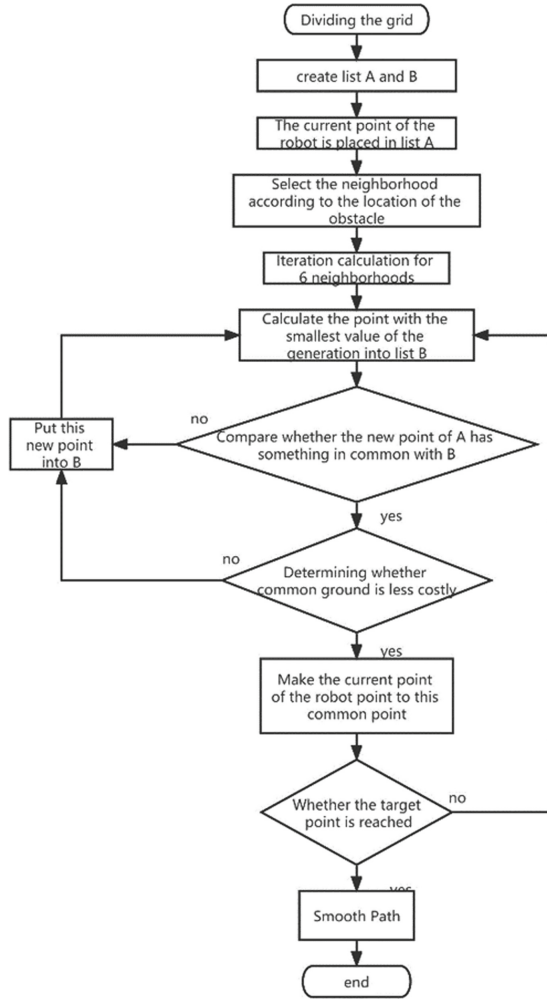 Dividing the grid
create list A and B
The current point of the
robot is placed in list A
Select the neighborhood
according to the location of the
obstacle
Iteration calculation for
6 neighborhoods
Calculate the point with the
smallest value of the
generation into list B
no
Put this
new point
into B
Compare whether the new point of A has
something in common with B
yes
no
Determining whether
common ground is less costly
yes
Make the current point
of the robot point to this
common point
Whether the target
point is reached
no
yes
Smooth Path
end